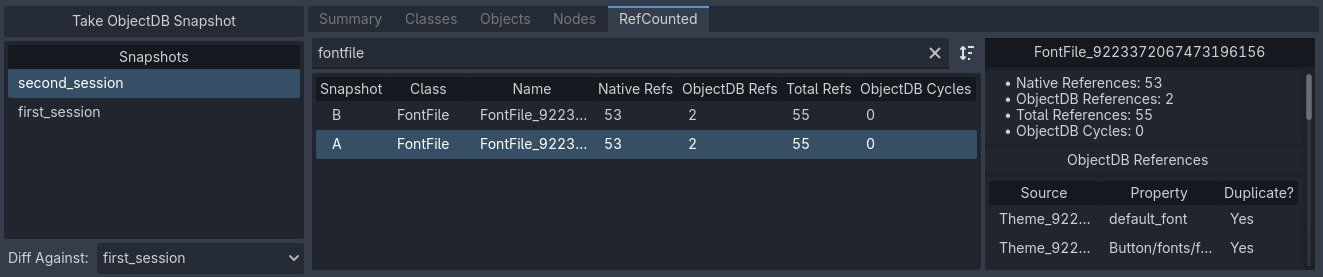 Take ObjectDB Snapshot
Snapshots
second_session
first_session
Diff Against: first_session
Summary Classes Objects Nodes RefCounted
fontfile
Snapshot Class Name Native Refs ObjectDB Refs Total Refs ObjectDB Cycles
B FontFile FontFile_9223... 53 2 55 0
A FontFile FontFile_9223... 53 2 55 0
FontFile_9223372067473196156
• Native References: 53
• ObjectDB References: 2
• Total References: 55
• ObjectDB Cycles: 0
ObjectDB References
Source Property Duplicate?
Theme_922... default_font Yes
Theme_922... Button/fonts/f... Yes